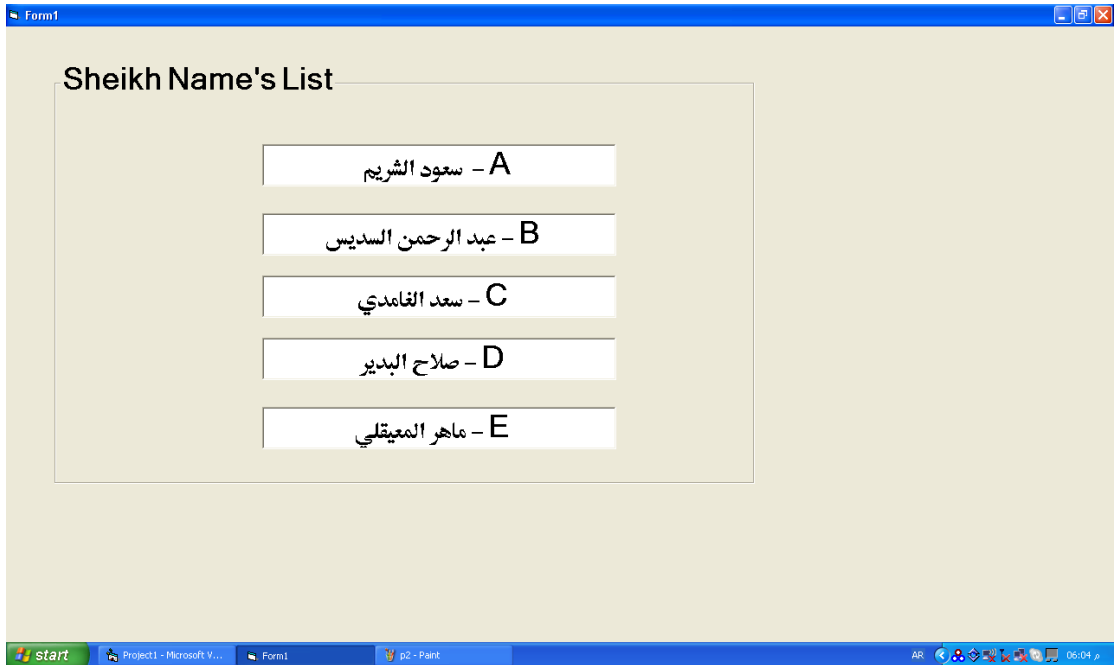 Form1
Sheikh Name's List
A - سعود الشريم
B - عبد الرحمن السديس
C - سعد الغامدي
D - صلاح البدير
E - ماهر المعيقلي
start
Project1 - Microsoft V...
Form1
p2 - Paint
AR
06:04 م